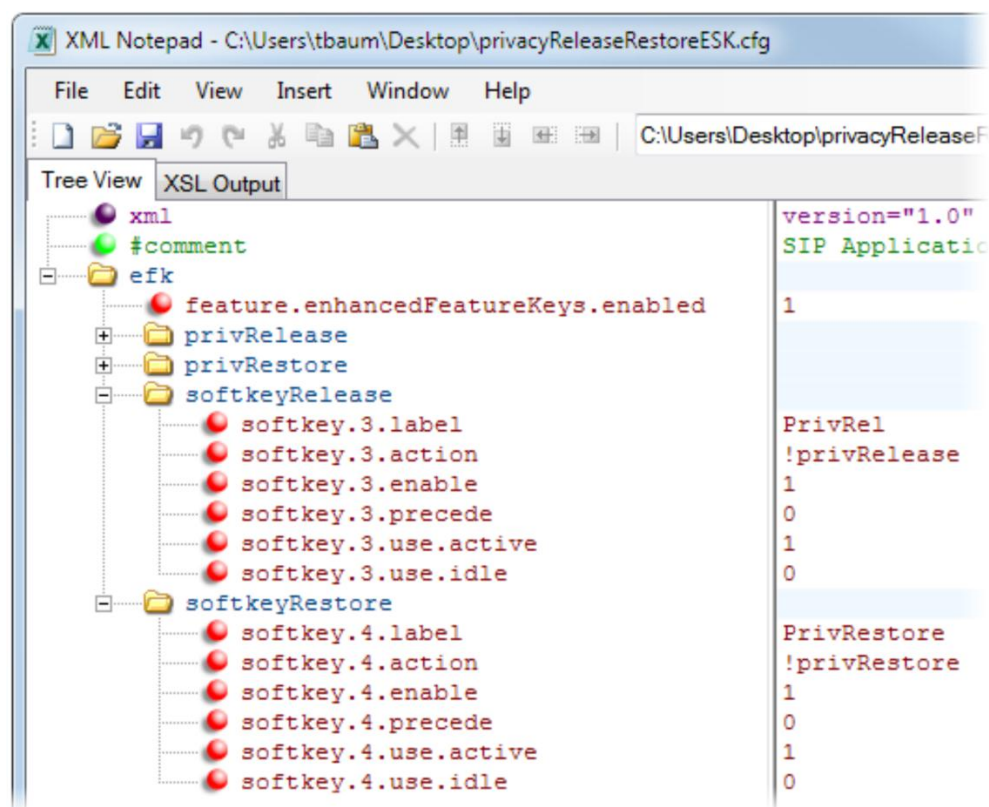 XML Notepad - C:\Users\tbaum\Desktop\privacyReleaseRestoreESK.cfg
File Edit View Insert Window Help
C:\Users\Desktop\privacyRelease
Tree View XSL Output
xml version="1.0"
#comment SIP Applicatio
efk
feature.enhancedFeatureKeys.enabled 1
privRelease
privRestore
softkeyRelease
softkey.3.label PrivRel
softkey.3.action !privRelease
softkey.3.enable 1
softkey.3.precede 0
softkey.3.use.active 1
softkey.3.use.idle 0
softkeyRestore
softkey.4.label PrivRestore
softkey.4.action !privRestore
softkey.4.enable 1
softkey.4.precede 0
softkey.4.use.active 1
softkey.4.use.idle 0